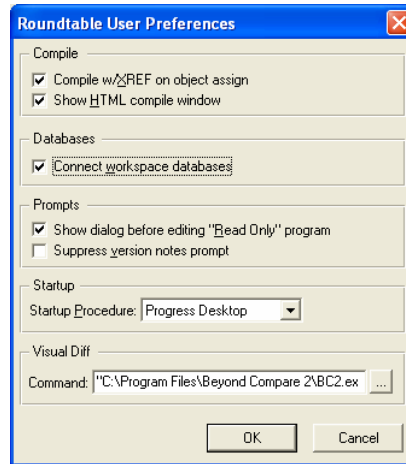 Roundtable User Preferences
Compile
Compile w/XREF on object assign
Show HTML compile window
Databases
Connect workspace databases
Prompts
Show dialog before editing "Read Only" program
Suppress version notes prompt
Startup
Startup Procedure: Progress Desktop
Visual Diff
Command: "C:\Program Files\Beyond Compare 2\BC2.ex ...
OK Cancel